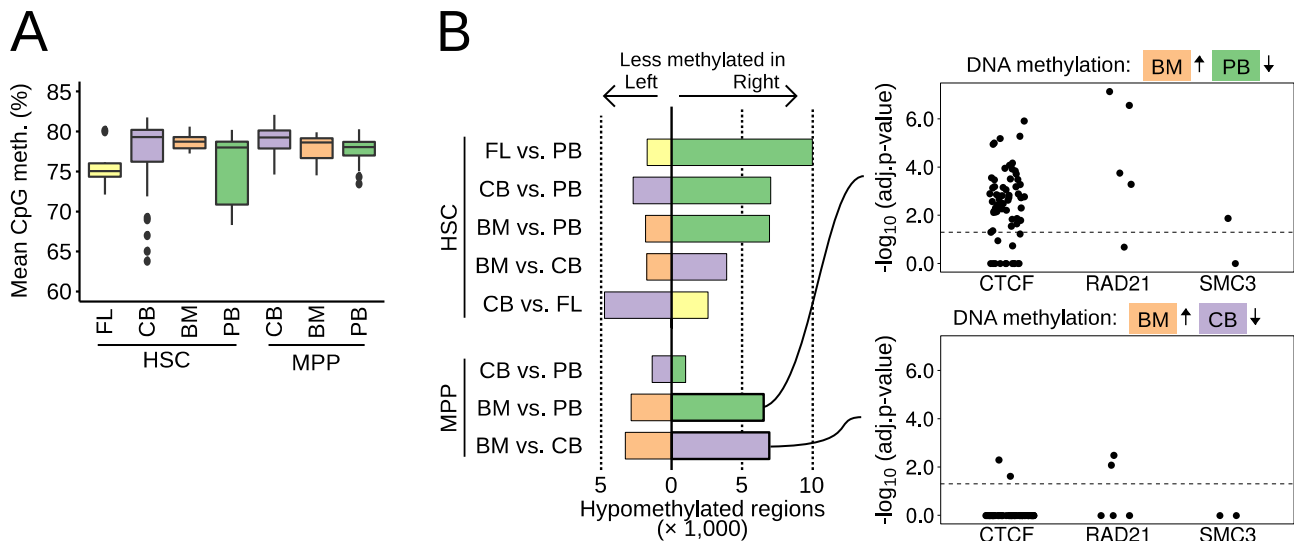 A
Mean CpG meth. (%)
85
80
75
70
65
60
FL
CB
BM
PB
CB
BM
PB
HSC
MPP
B
Less methylated in
Left
Right
HSC
FL vs. PB
CB vs. PB
BM vs. PB
BM vs. CB
CB vs. FL
MPP
CB vs. PB
BM vs. PB
BM vs. CB
5
0
5
10
Hypomethylated regions
(× 1,000)
DNA methylation: BM ↑ PB ↓
-log10 (adj.p-value)
6.0
4.0
2.0
0.0
CTCF
RAD21
SMC3
DNA methylation: BM ↑ CB ↓
-log10 (adj.p-value)
6.0
4.0
2.0
0.0
CTCF
RAD21
SMC3